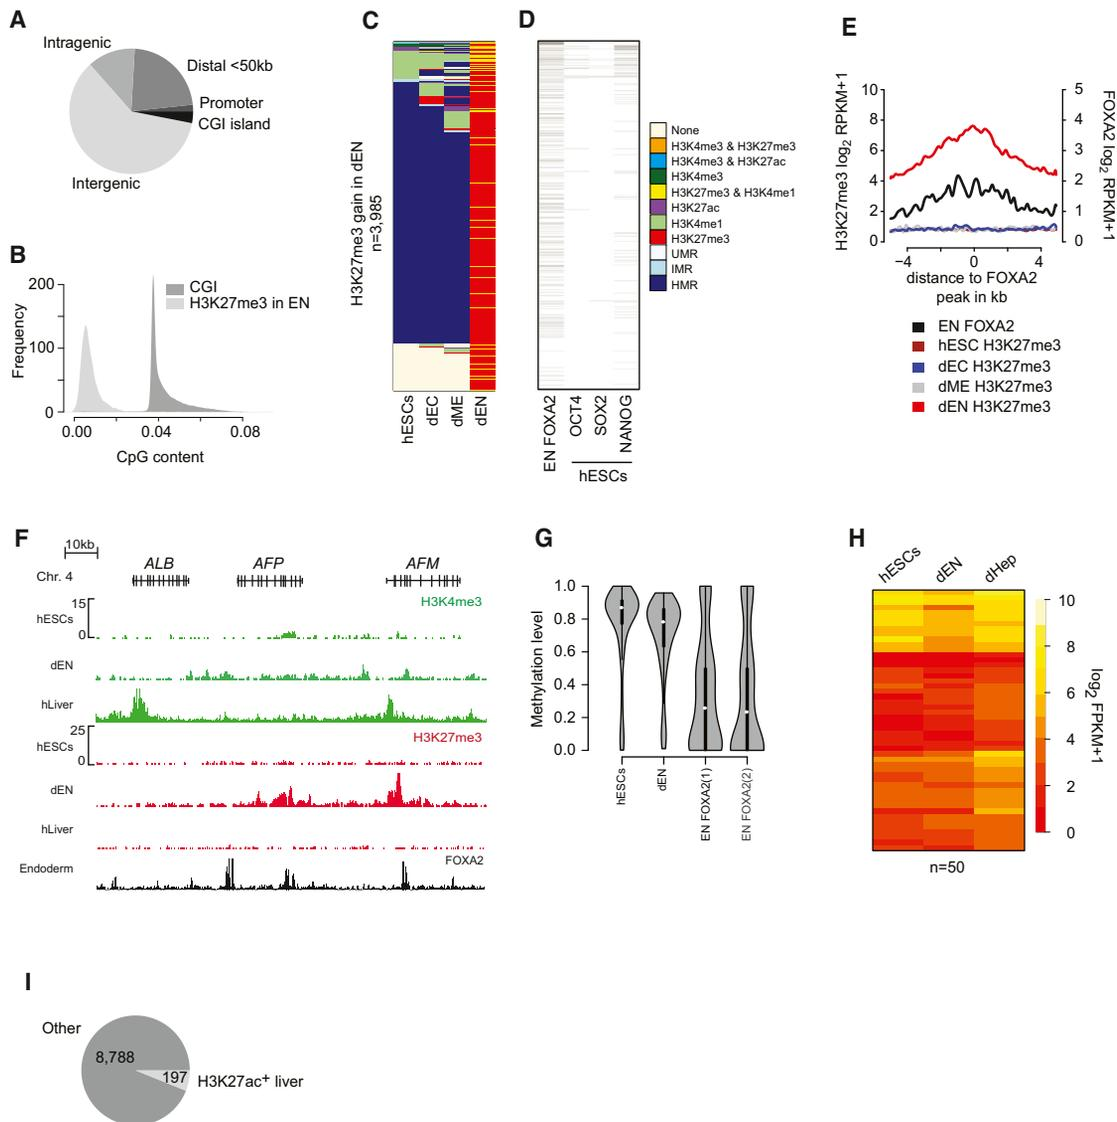 A
Intragenic
Distal <50kb
Promoter
CGI island
Intergenic
B
Frequency
200
100
0
CGI
H3K27me3 in EN
0.00 0.04 0.08
CpG content
C
H3K27me3 gain in dEN
n=3,985
hESCs
dEC
dME
dEN
D
EN FOXA2
OCT4
SOX2
NANOG
hESCs
None
H3K4me3 & H3K27me3
H3K4me3 & H3K27ac
H3K4me3
H3K27me3 & H3K4me1
H3K27ac
H3K4me1
H3K27me3
UMR
IMR
HMR
E
H3K27me3 log2 RPKM+1
10
8
6
4
2
0
5
4
3
2
1
0
FOXA2 log2 RPKM+1
−4 0 4
distance to FOXA2
peak in kb
EN FOXA2
hESC H3K27me3
dEC H3K27me3
dME H3K27me3
dEN H3K27me3
F
10kb
ALB AFP AFM
Chr. 4
H3K4me3
15
hESCs
0
dEN
hLiver
25
H3K27me3
hESCs
0
dEN
hLiver
FOXA2
Endoderm
G
Methylation level
1.0
0.8
0.6
0.4
0.2
0.0
hESCs
dEN
EN FOXA2(1)
EN FOXA2(2)
H
hESCs
dEN
dHep
10
8
6
4
2
0
log2 FPKM+1
n=50
I
Other
8,788
197
H3K27ac+ liver